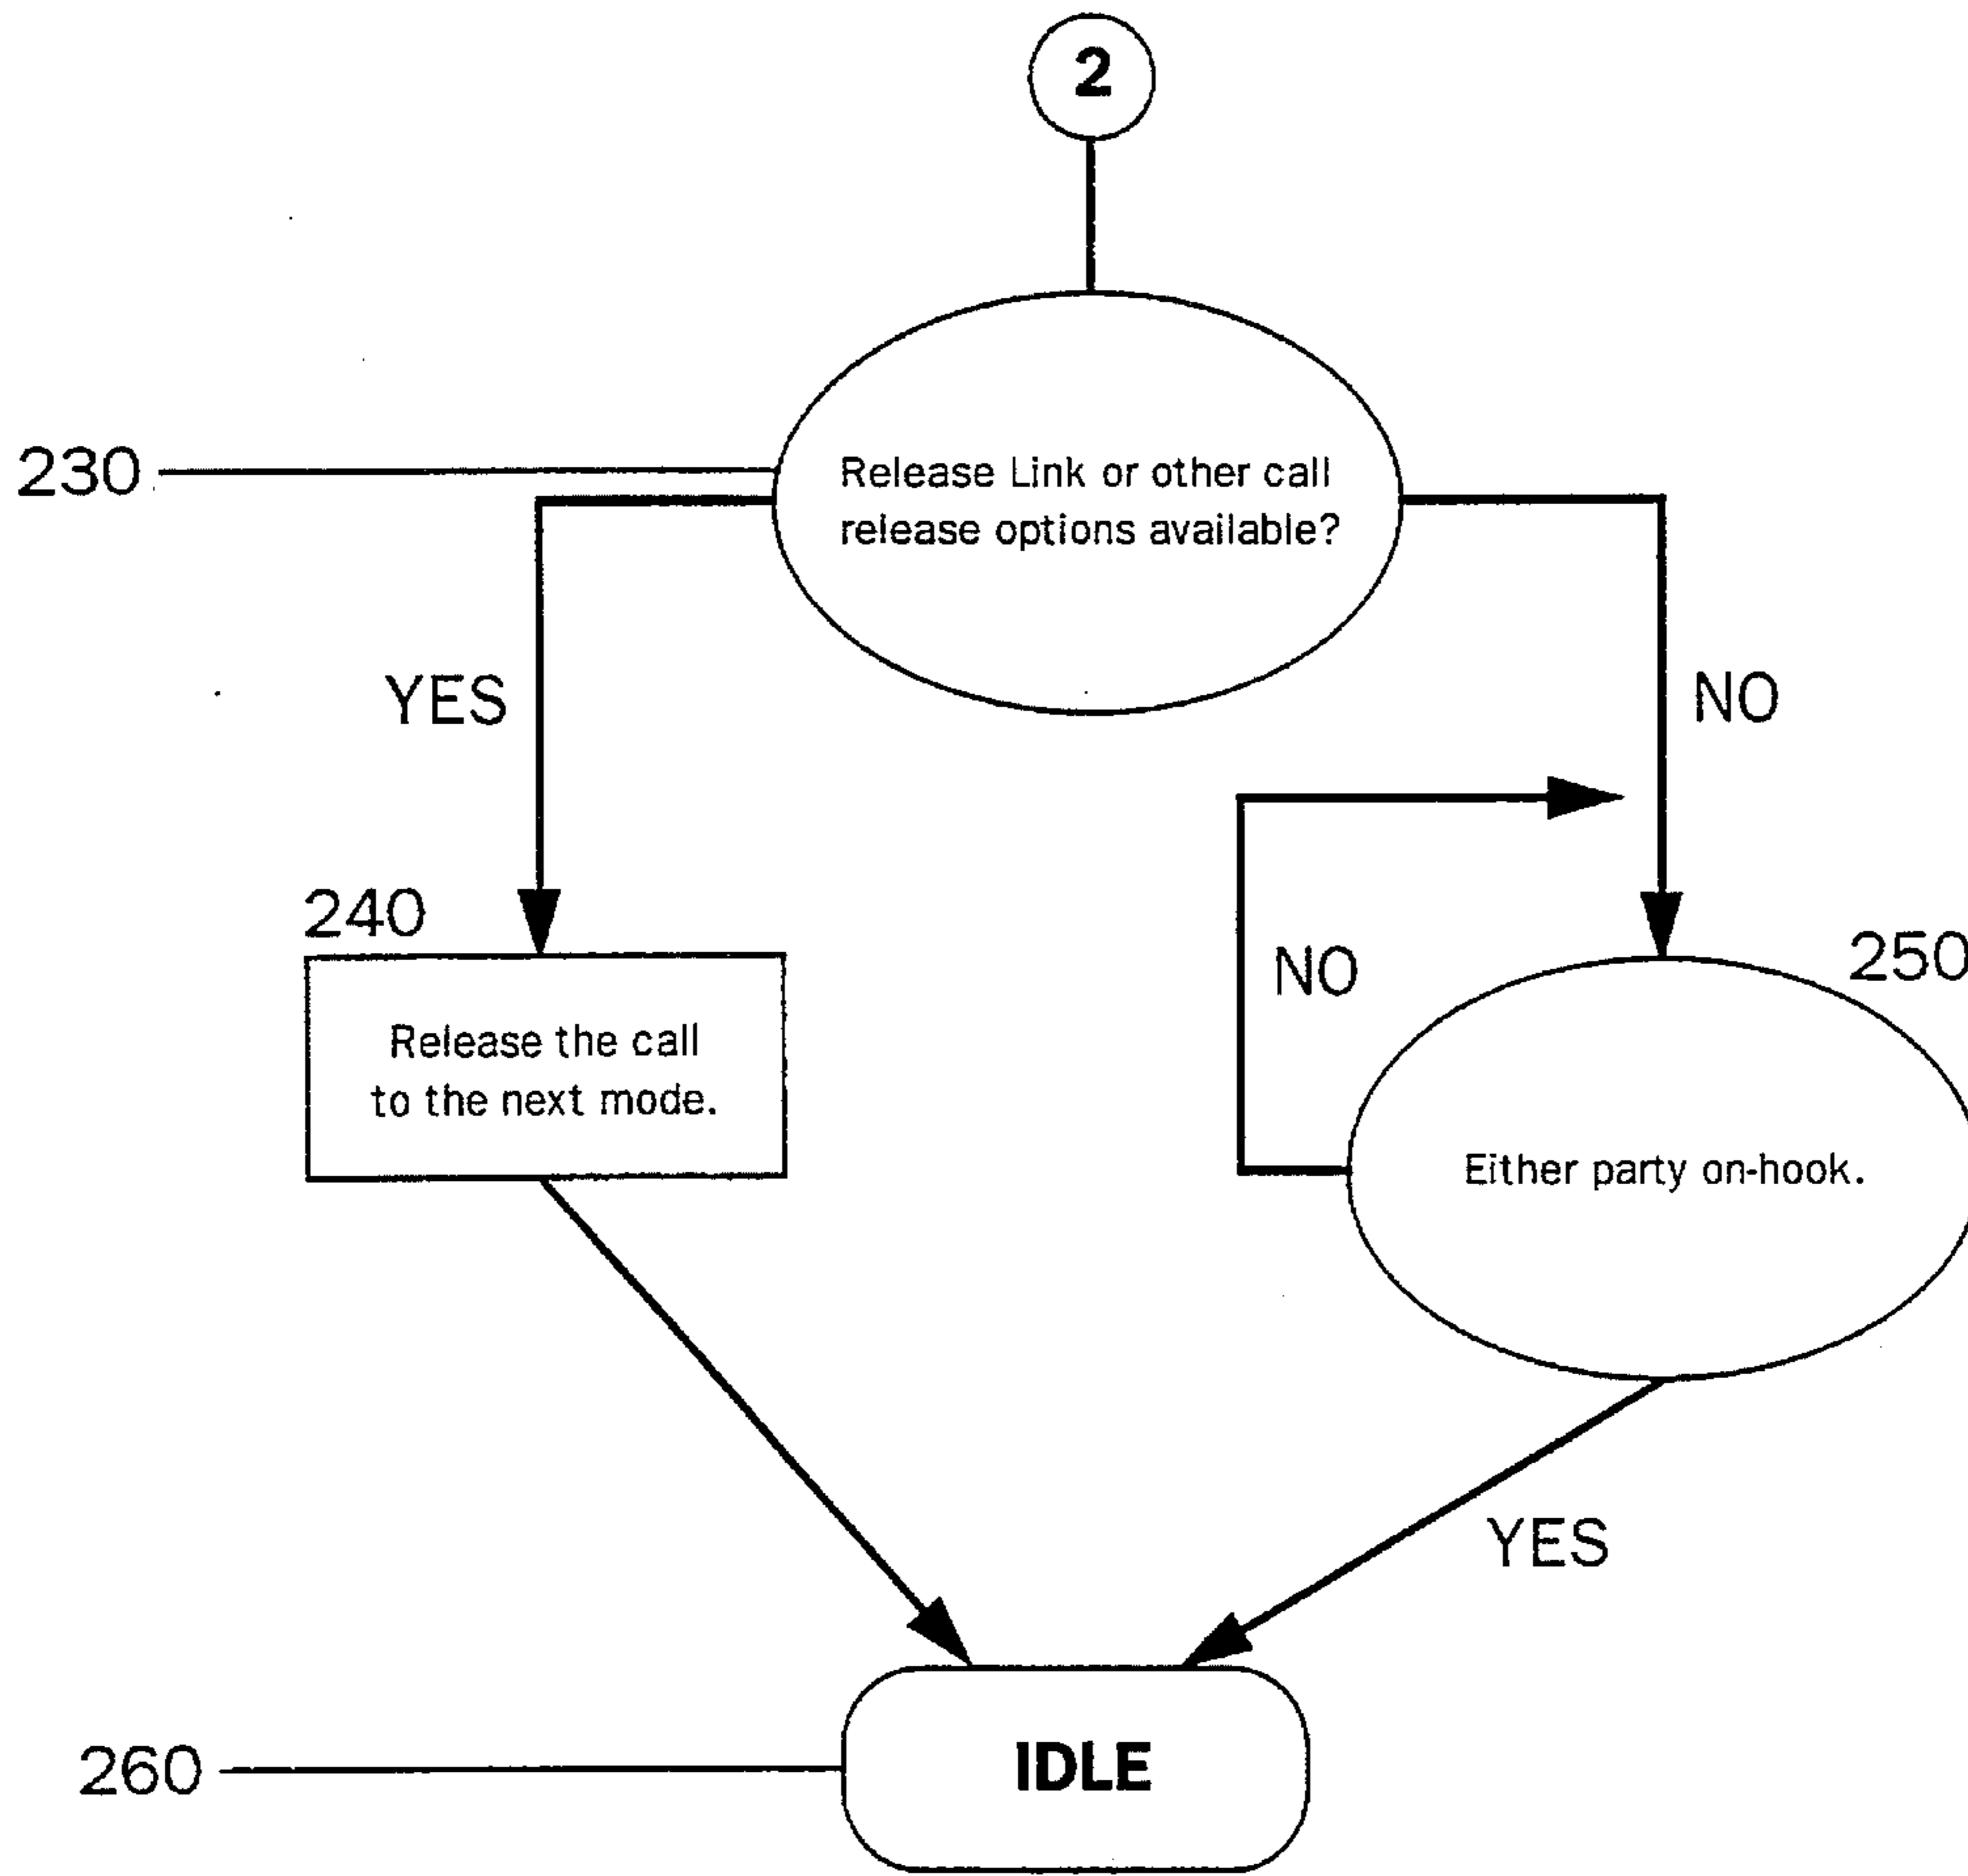 2
230
Release Link or other call
release options available?
YES
NO
240
NO
250
Release the call
to the next mode.
Either party on-hook.
YES
260
IDLE